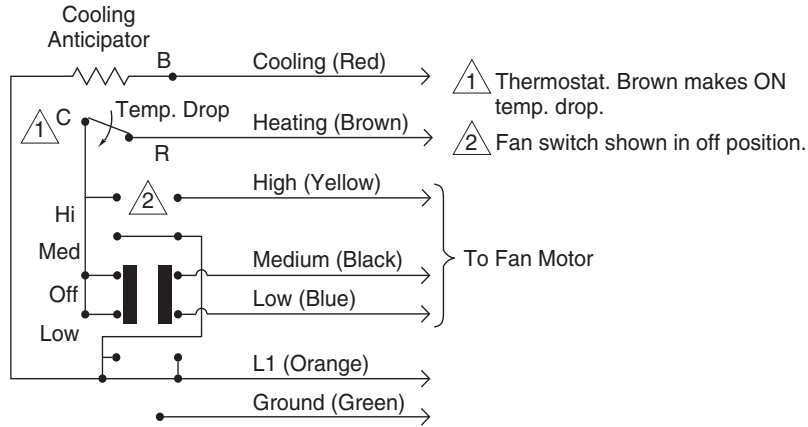 Cooling
Anticipator
B
Cooling (Red)
1 Thermostat. Brown makes ON
temp. drop.
1
C
Temp. Drop
Heating (Brown)
R
2 Fan switch shown in off position.
2
High (Yellow)
Hi
Med
Medium (Black)
To Fan Motor
Off
Low (Blue)
Low
L1 (Orange)
Ground (Green)